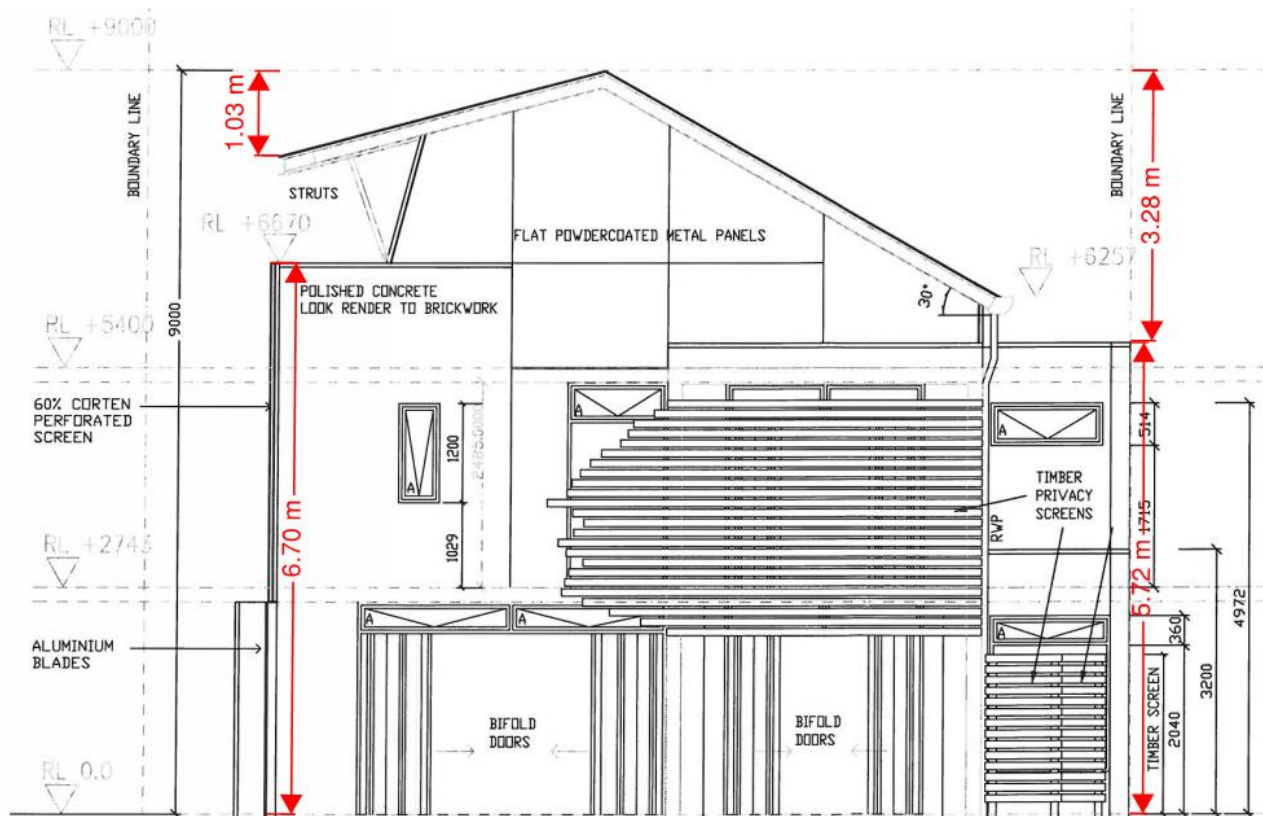 RL +9000
1.03 m
BOUNDARY LINE
BOUNDARY LINE
3.28 m
STRUTS
RL +6670
FLAT POWDERCOATED METAL PANELS
RL +6257
30°
POLISHED CONCRETE
LOOK RENDER TO BRICKWORK
9000
RL +5400
60% CORTEN
PERFORATED
SCREEN
A
A
514
1200
2485.0000
A
TIMBER
PRIVACY
SCREENS
1715
RWP
6.70 m
5.72 m
RL +2743
1029
4972
A
A
A
360
3200
ALUMINIUM
BLADES
BIFOLD
DOORS
BIFOLD
DOORS
TIMBER SCREEN
2040
RL 0.0